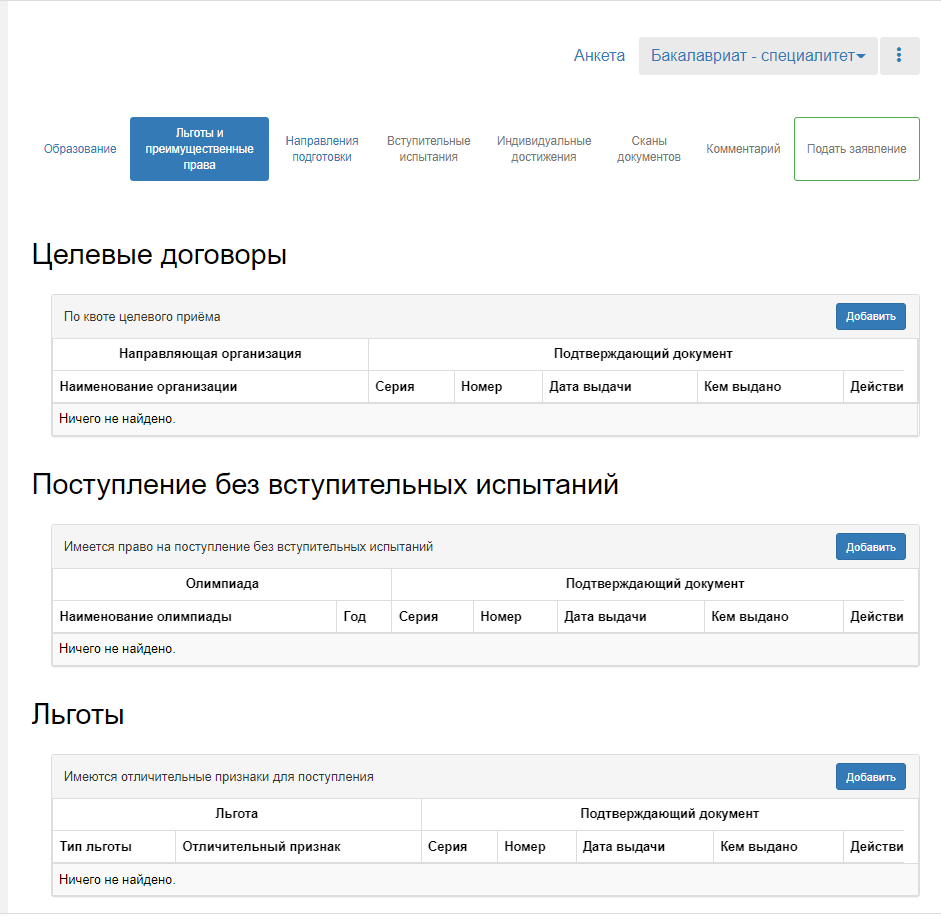 Анкета Бакалавриат - специалитет
Образование Льготы и преимущественные права Направления подготовки Вступительные испытания Индивидуальные достижения Сканы документов Комментарий Подать заявление
Целевые договоры
По квоте целевого приёма Добавить
Направляющая организация Подтверждающий документ
Наименование организации Серия Номер Дата выдачи Кем выдано Действи
Ничего не найдено.
Поступление без вступительных испытаний
Имеется право на поступление без вступительных испытаний Добавить
Олимпиада Подтверждающий документ
Наименование олимпиады Год Серия Номер Дата выдачи Кем выдано Действи
Ничего не найдено.
Льготы
Имеются отличительные признаки для поступления Добавить
Льгота Подтверждающий документ
Тип льготы Отличительный признак Серия Номер Дата выдачи Кем выдано Действи
Ничего не найдено.